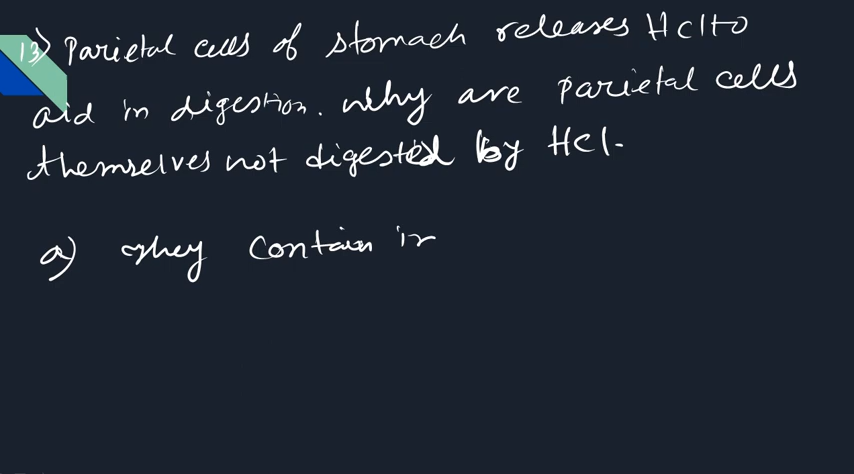 13) Parietal cells of stomach releases HCl to
aid in digestion. Why are parietal cells
themselves not digested by HCl.
a) They contain in